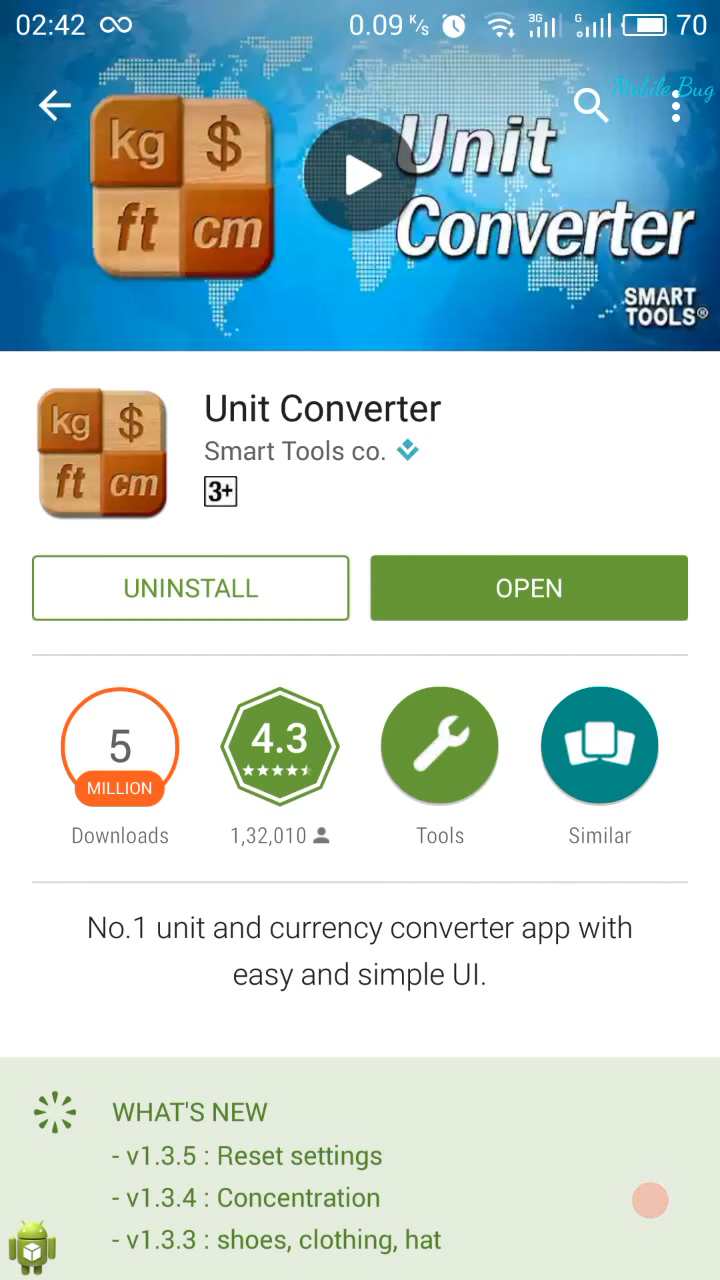 02:42 0.09 K/s 3G G 70
Mobile Bug
kg $
ft cm
Unit
Converter
SMART
TOOLS®
kg $
ft cm
Unit Converter
Smart Tools co.
3+
UNINSTALL
OPEN
5
MILLION
4.3
Downloads
1,32,010
Tools
Similar
No.1 unit and currency converter app with
easy and simple UI.
WHAT'S NEW
- v1.3.5 : Reset settings
- v1.3.4 : Concentration
- v1.3.3 : shoes, clothing, hat